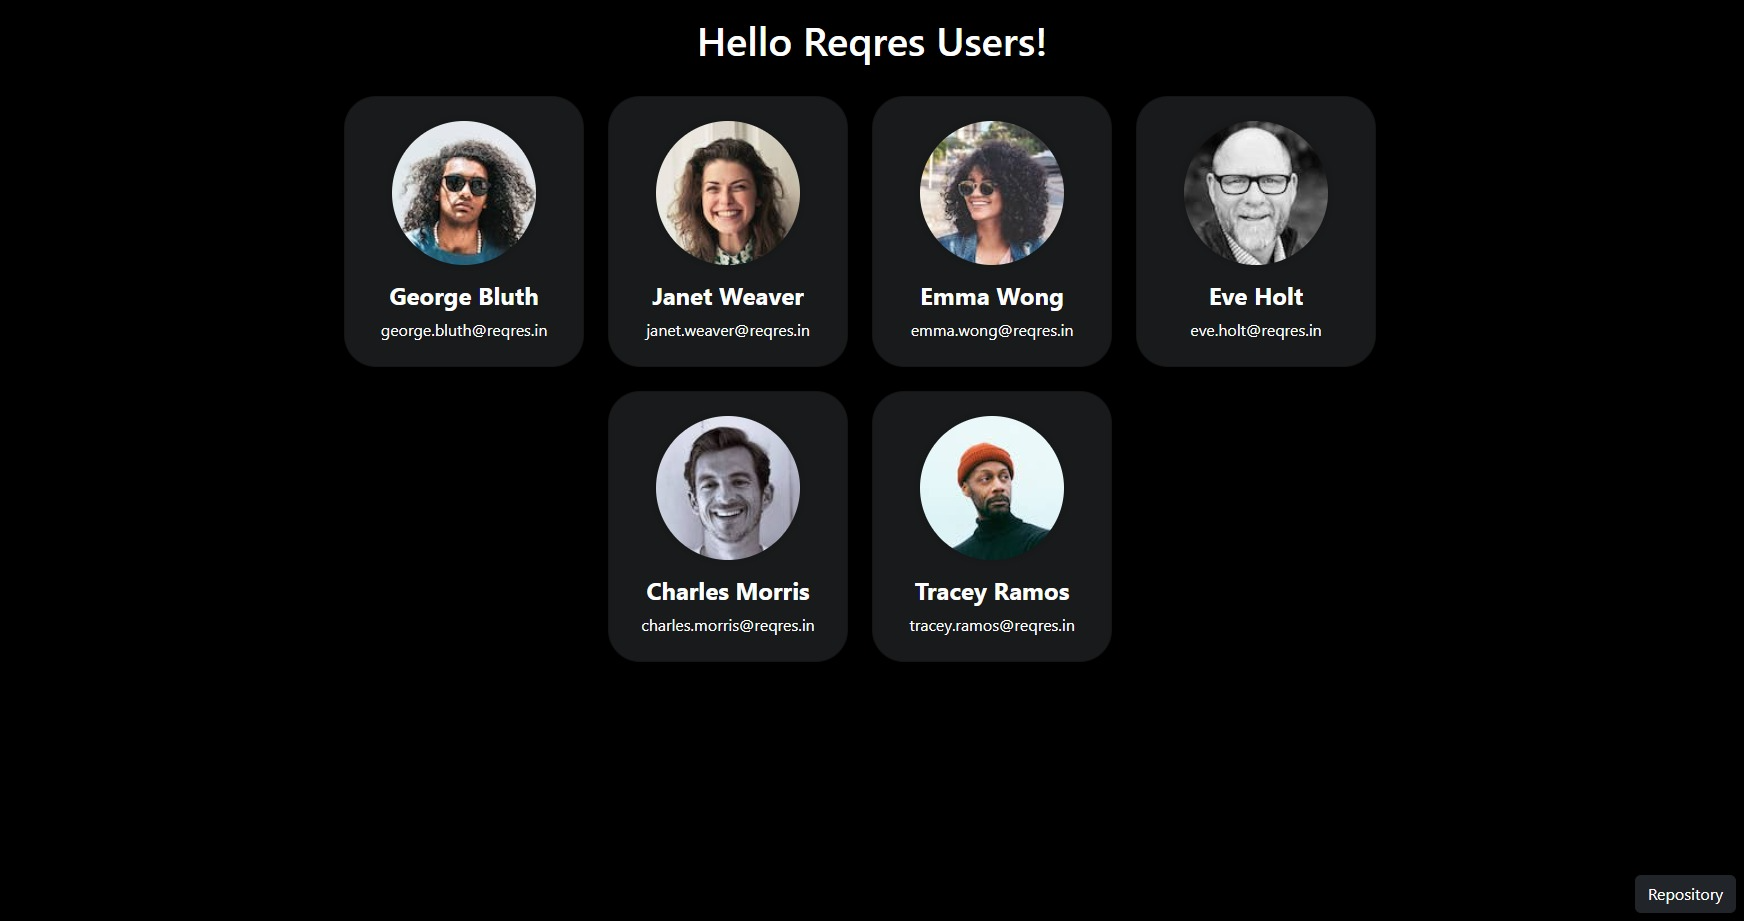 Hello Reqres Users!
George Bluth
george.bluth@reqres.in
Janet Weaver
janet.weaver@reqres.in
Emma Wong
emma.wong@reqres.in
Eve Holt
eve.holt@reqres.in
Charles Morris
charles.morris@reqres.in
Tracey Ramos
tracey.ramos@reqres.in
Repository